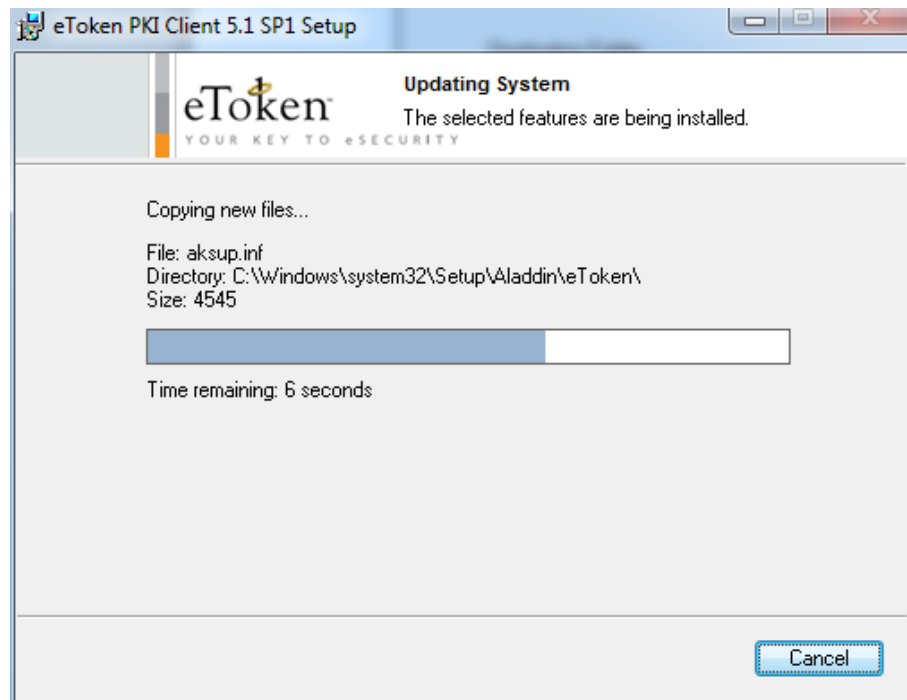 eToken PKI Client 5.1 SP1 Setup
eToken
YOUR KEY TO eSECURITY
Updating System
The selected features are being installed.
Copying new files...
File: aksup.inf
Directory: C:\Windows\system32\Setup\Aladdin\eToken\
Size: 4545
Time remaining: 6 seconds
Cancel